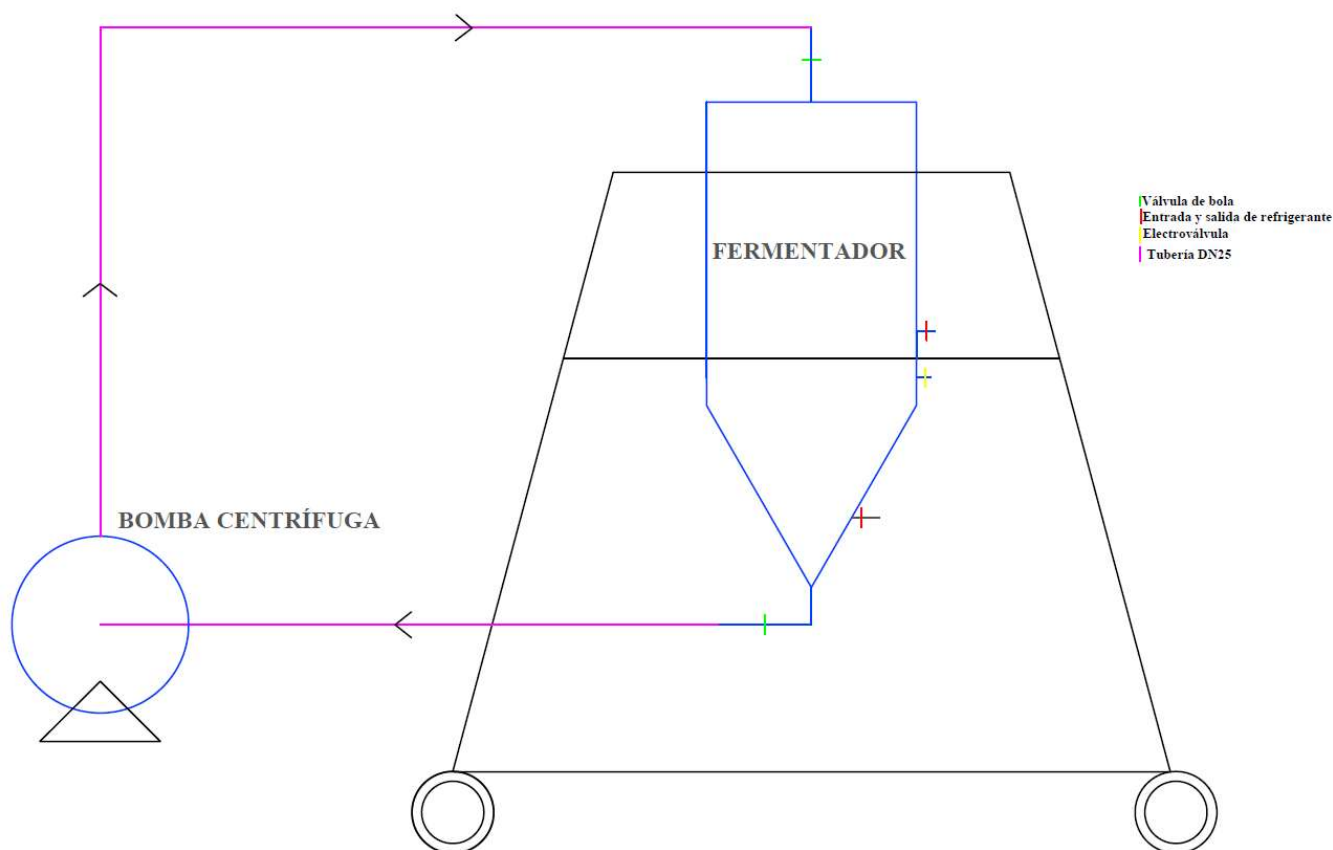 Válvula de bola
Entrada y salida de refrigerante
Electroválvula
Tubería DN25
FERMENTADOR
BOMBA CENTRÍFUGA